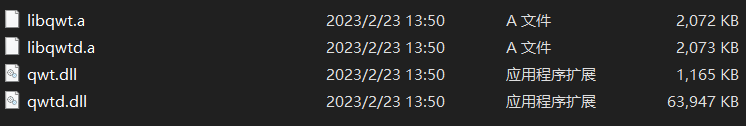 libqwt.a 2023/2/23 13:50 A 文件 2,072 KB
libqwtd.a 2023/2/23 13:50 A 文件 2,073 KB
qwt.dll 2023/2/23 13:50 应用程序扩展 1,165 KB
qwtd.dll 2023/2/23 13:50 应用程序扩展 63,947 KB